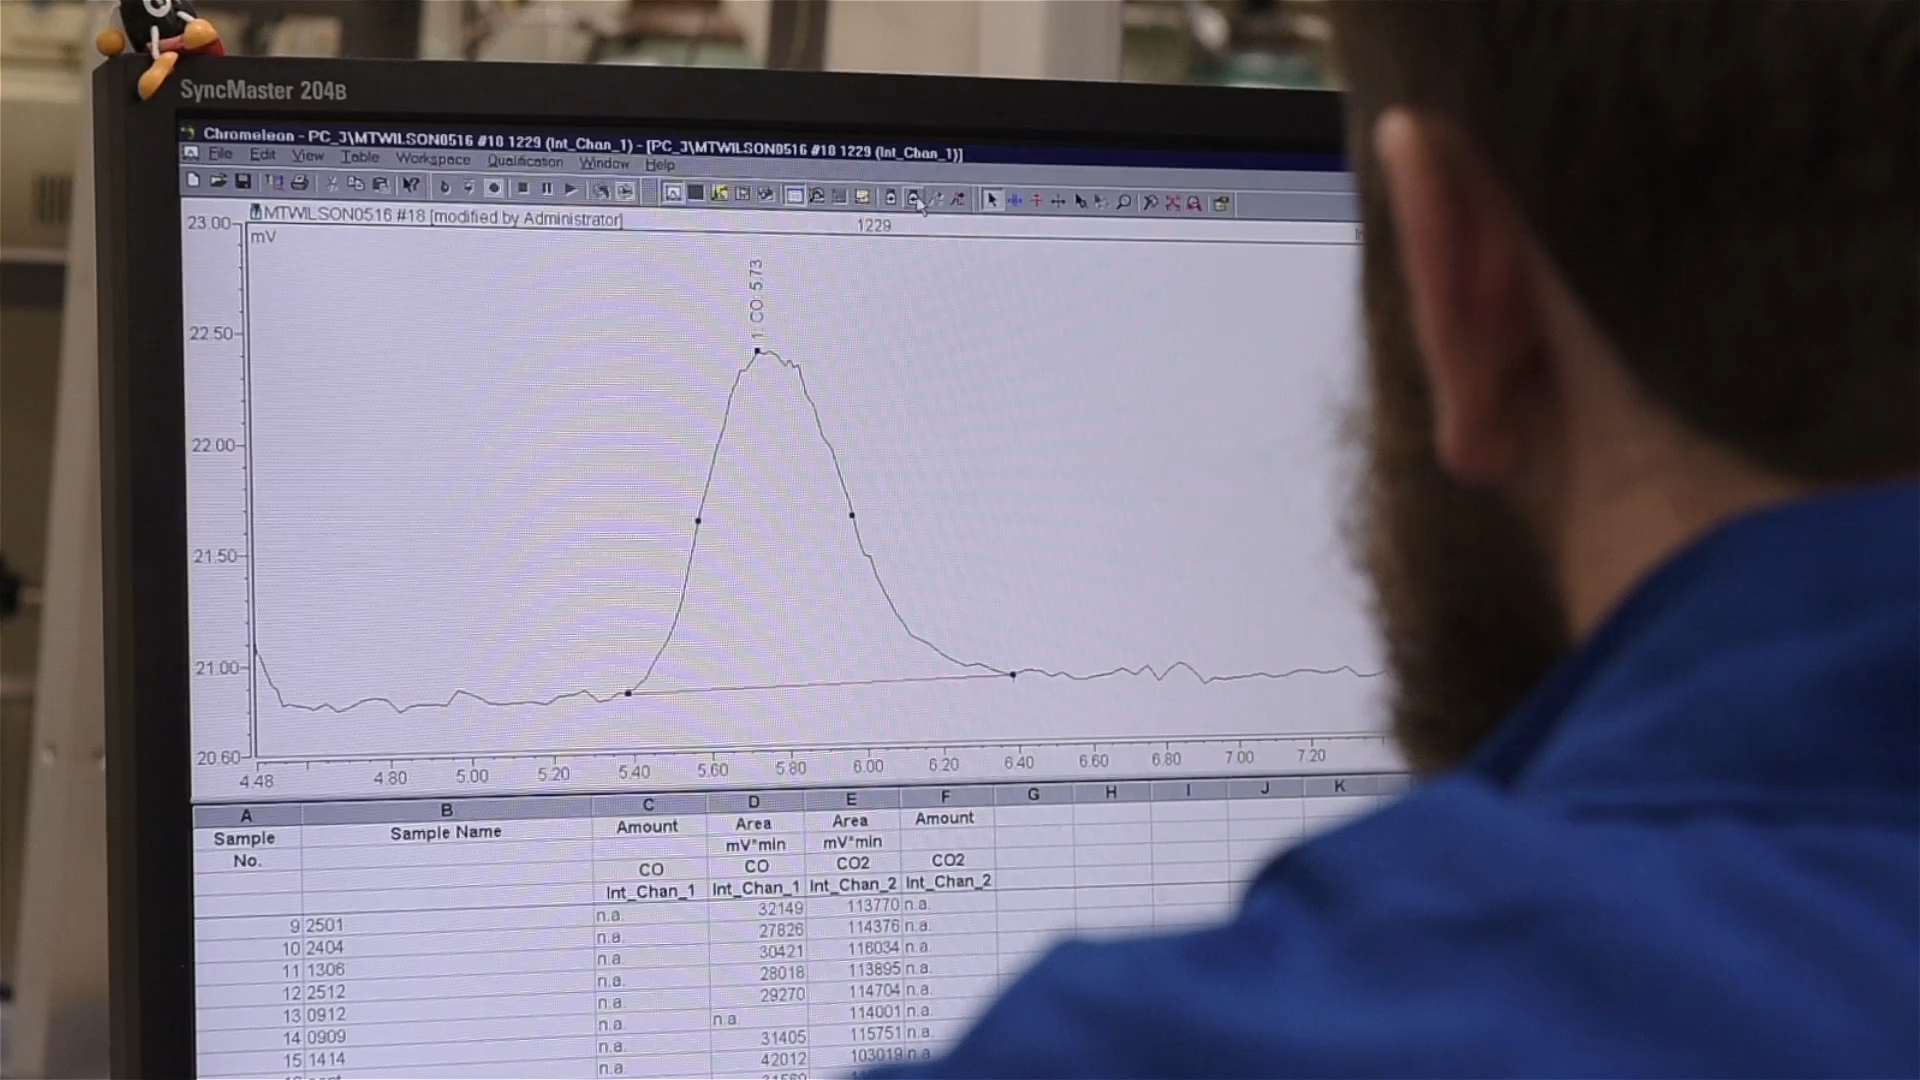 SyncMaster 204B
Chromeleon - PC_3\MTWILSON0516 #18 1229 (Int_Chan_1) - [PC_3\MTWILSON0516 #18 1229 (Int_Chan_1)]
File Edit View Table Workspace Qualification Window Help
MTWILSON0516 #18 [modified by Administrator] 1229
23.00
mV
1: CO: 5.73
22.50
22.00
21.50
21.00
20.60
4.48 4.80 5.00 5.20 5.40 5.60 5.80 6.00 6.20 6.40 6.60 6.80 7.00 7.20
A B C D E F G H I J K
Sample Sample Name Amount Area Area Amount
No. mV*min mV*min
CO CO CO2 CO2
Int_Chan_1 Int_Chan_1 Int_Chan_2 Int_Chan_2
9 2501 n.a. 32149 113770 n.a.
10 2404 n.a. 27826 114376 n.a.
11 1306 n.a. 30421 116034 n.a.
12 2512 n.a. 28018 113895 n.a.
13 0912 n.a. 29270 114704 n.a.
14 0909 n.a. n.a. 114001 n.a.
15 1414 n.a. 31405 115751 n.a.
n.a. 42012 103019 n.a.